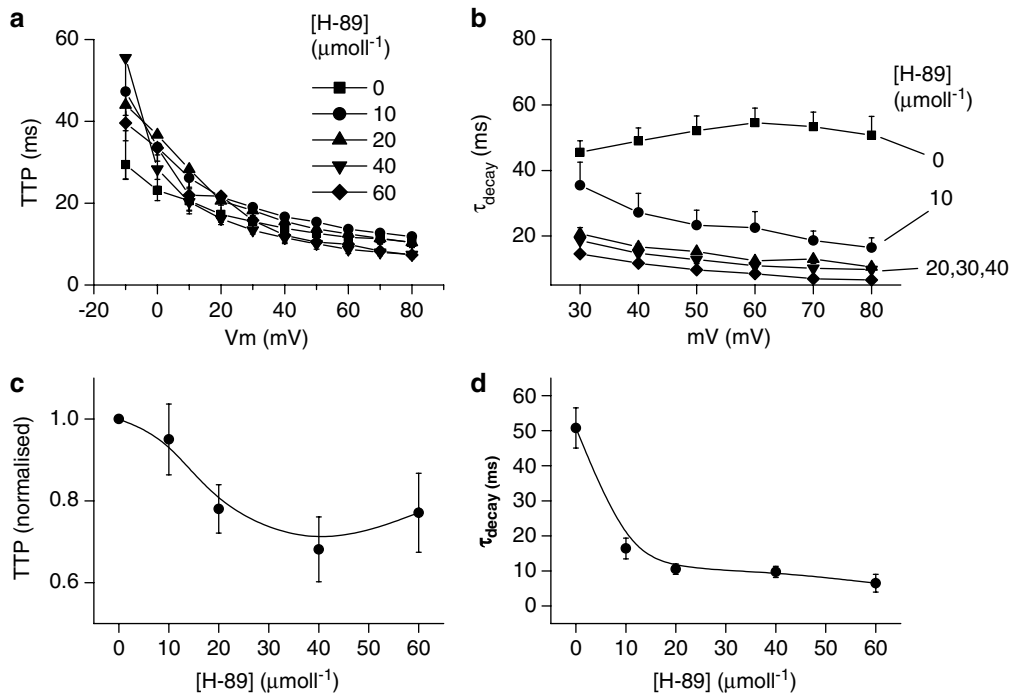 a
[H-89]
(μmoll-1)
0
10
20
40
60
60
40
20
0
TTP (ms)
-20 0 20 40 60 80
Vm (mV)
b
80
60
40
20
τdecay (ms)
[H-89]
(μmoll-1)
0
10
20,30,40
30 40 50 60 70 80
mV (mV)
c
1.0
0.8
0.6
TTP (normalised)
0 10 20 30 40 50 60
[H-89] (μmoll-1)
d
60
50
40
30
20
10
0
τdecay (ms)
0 10 20 30 40 50 60
[H-89] (μmoll-1)